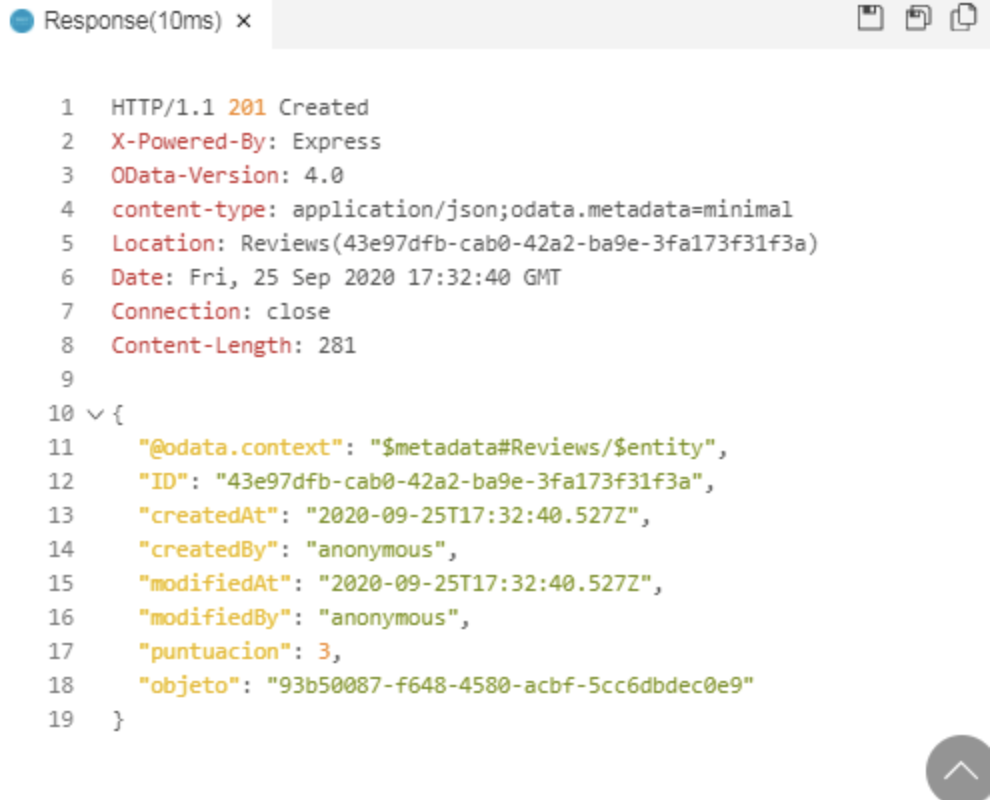 Response(10ms) ×
1 HTTP/1.1 201 Created
2 X-Powered-By: Express
3 OData-Version: 4.0
4 content-type: application/json;odata.metadata=minimal
5 Location: Reviews(43e97dfb-cab0-42a2-ba9e-3fa173f31f3a)
6 Date: Fri, 25 Sep 2020 17:32:40 GMT
7 Connection: close
8 Content-Length: 281
9
10 {
11 "@odata.context": "$metadata#Reviews/$entity",
12 "ID": "43e97dfb-cab0-42a2-ba9e-3fa173f31f3a",
13 "createdAt": "2020-09-25T17:32:40.527Z",
14 "createdBy": "anonymous",
15 "modifiedAt": "2020-09-25T17:32:40.527Z",
16 "modifiedBy": "anonymous",
17 "puntuacion": 3,
18 "objeto": "93b50087-f648-4580-acbf-5cc6dbdec0e9"
19 }